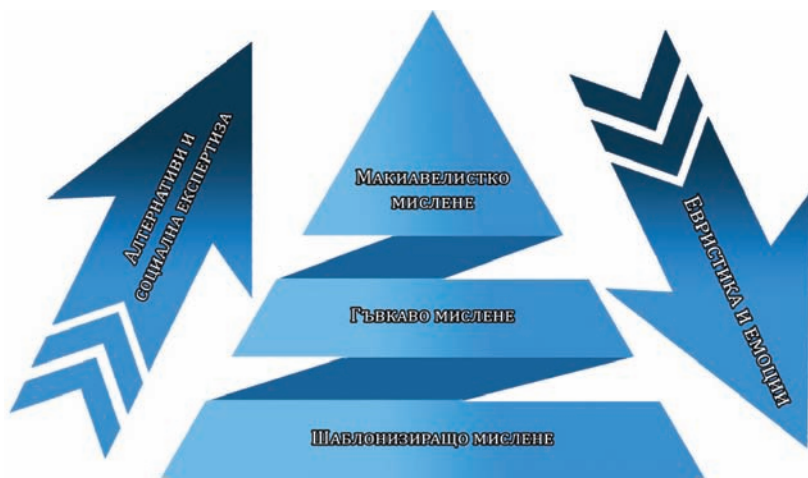 Алтернативи и
социална експертиза
Макиавелистко
мислене
Гъвкаво мислене
Шаблонизиращо мислене
Евристика и емоции